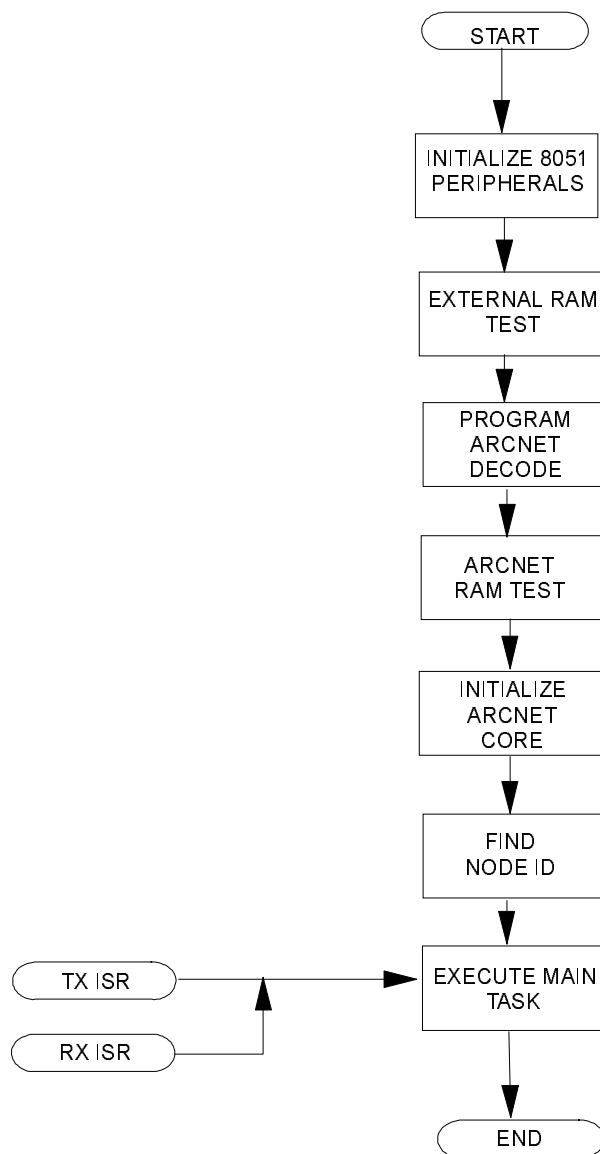 START
INITIALIZE 8051
PERIPHERALS
EXTERNAL RAM
TEST
PROGRAM
ARCNET
DECODE
ARCNET
RAM TEST
INITIALIZE
ARCNET
CORE
FIND
NODE ID
TX ISR
EXECUTE MAIN
TASK
RX ISR
END